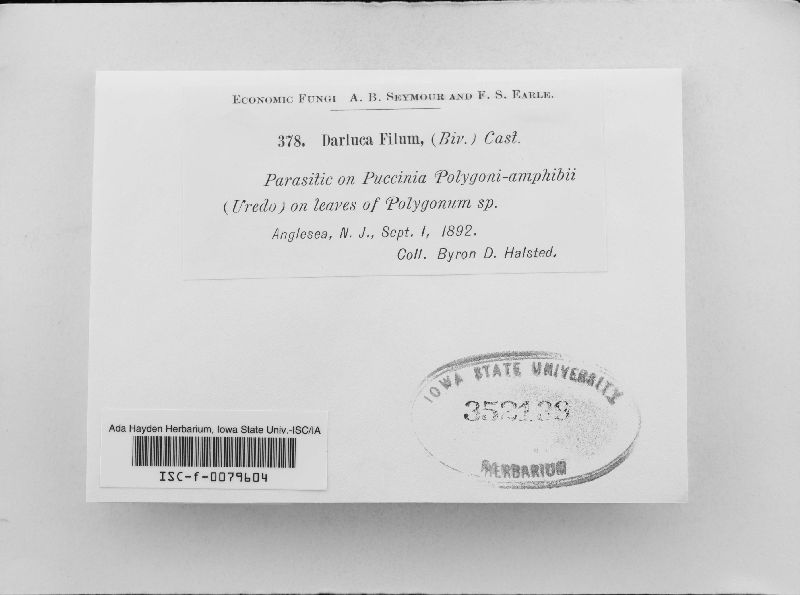 Economic Fungi A. B. Seymour and F. S. Earle.
378. Darluca Filum, (Biv.) Cast.
Parasitic on Puccinia Polygoni-amphibii
(Uredo) on leaves of Polygonum sp.
Anglesea, N. J., Sept. 1, 1892.
Coll. Byron D. Halsted.
IOWA STATE UNIVERSITY
HERBARIUM
Ada Hayden Herbarium, Iowa State Univ.-ISC/IA
ISC-f-0079604